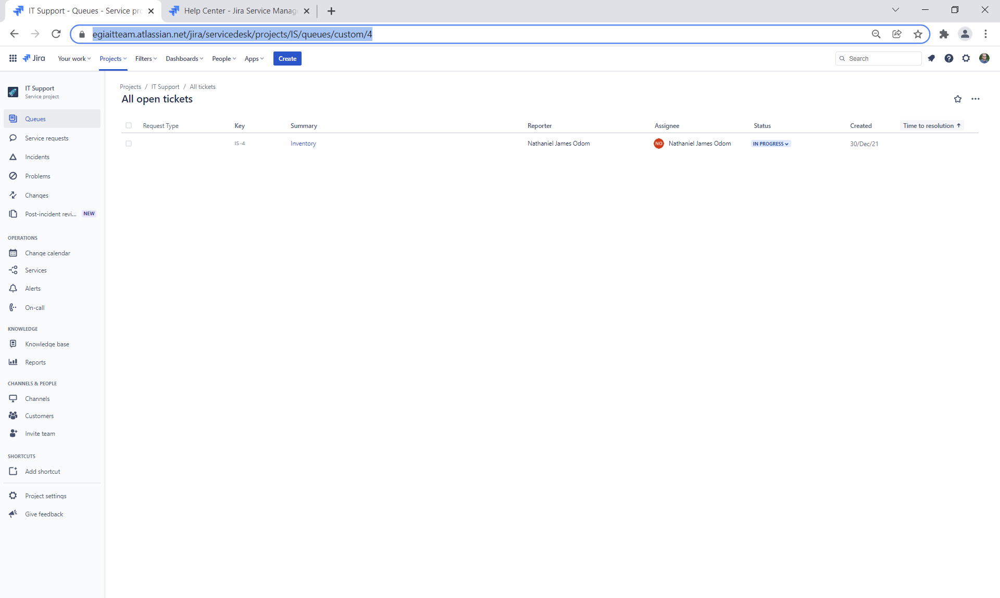 IT Support - Queues - Service pro
Help Center - Jira Service Manag
egiaitteam.atlassian.net/jira/servicedesk/projects/IS/queues/custom/4
Jira
Your work
Projects
Filters
Dashboards
People
Apps
Create
Search
IT Support
Service project
Queues
Service requests
Incidents
Problems
Changes
Post-incident revi... NEW
OPERATIONS
Change calendar
Services
Alerts
On-call
KNOWLEDGE
Knowledge base
Reports
CHANNELS & PEOPLE
Channels
Customers
Invite team
SHORTCUTS
Add shortcut
Project settings
Give feedback
Projects / IT Support / All tickets
All open tickets
Request Type Key Summary Reporter Assignee Status Created Time to resolution
IS-4 Inventory Nathaniel James Odom NO Nathaniel James Odom IN PROGRESS 30/Dec/21